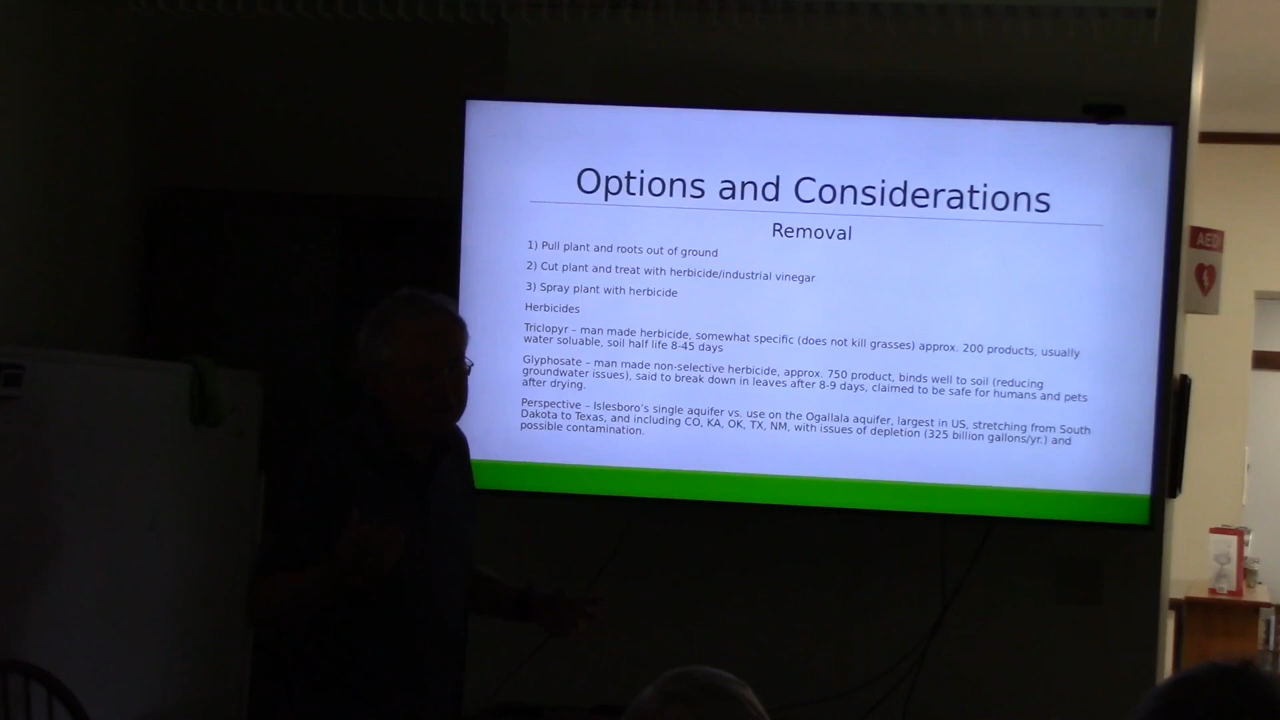 Options and Considerations
Removal
1) Pull plant and roots out of ground
2) Cut plant and treat with herbicide/industrial vinegar
3) Spray plant with herbicide
Herbicides
Triclopyr – man made herbicide, somewhat specific (does not kill grasses) approx. 200 products, usually
water soluable, soil half life 8-45 days
Glyphosate – man made non-selective herbicide, approx. 750 product, binds well to soil (reducing
groundwater issues), said to break down in leaves after 8-9 days, claimed to be safe for humans and pets
after drying.
Perspective – Islesboro's single aquifer vs. use on the Ogallala aquifer, largest in US, stretching from South
Dakota to Texas, and including CO, KA, OK, TX, NM, with issues of depletion (325 billion gallons/yr.) and
possible contamination.
AED